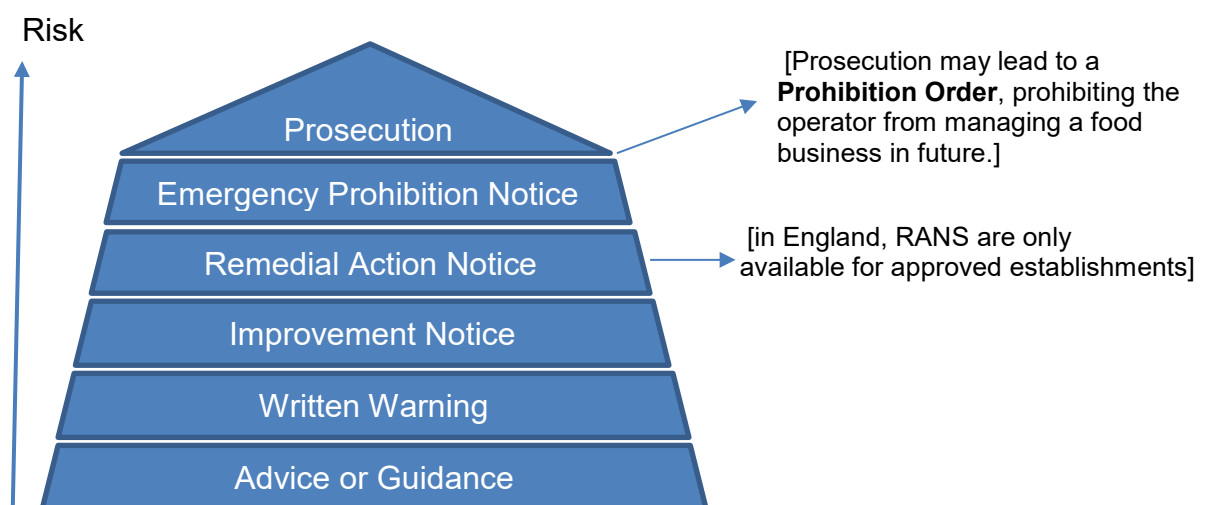 Risk
Prosecution
[Prosecution may lead to a
Prohibition Order, prohibiting the
operator from managing a food
business in future.]
Emergency Prohibition Notice
Remedial Action Notice
[in England, RANS are only
available for approved establishments]
Improvement Notice
Written Warning
Advice or Guidance